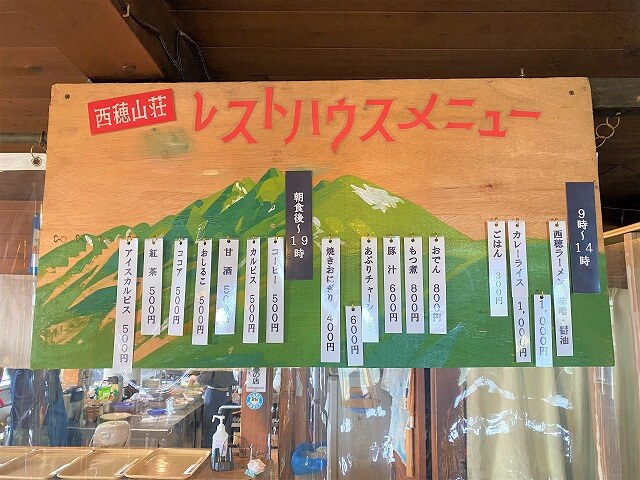 西穂山荘
レストハウスメニュー
9時～14時
西穂ラーメン 味噌・醤油
1,000円
カレーライス 1,000円
ごはん 300円
おでん 800円
もつ煮 800円
豚汁 600円
あぶりチャーシュー
600円
焼きおにぎり 400円
朝食後～19時
コーヒー 500円
カルピス 500円
甘酒 500円
おしるこ 500円
ココア 500円
紅茶 500円
アイスカルピス 500円
の店